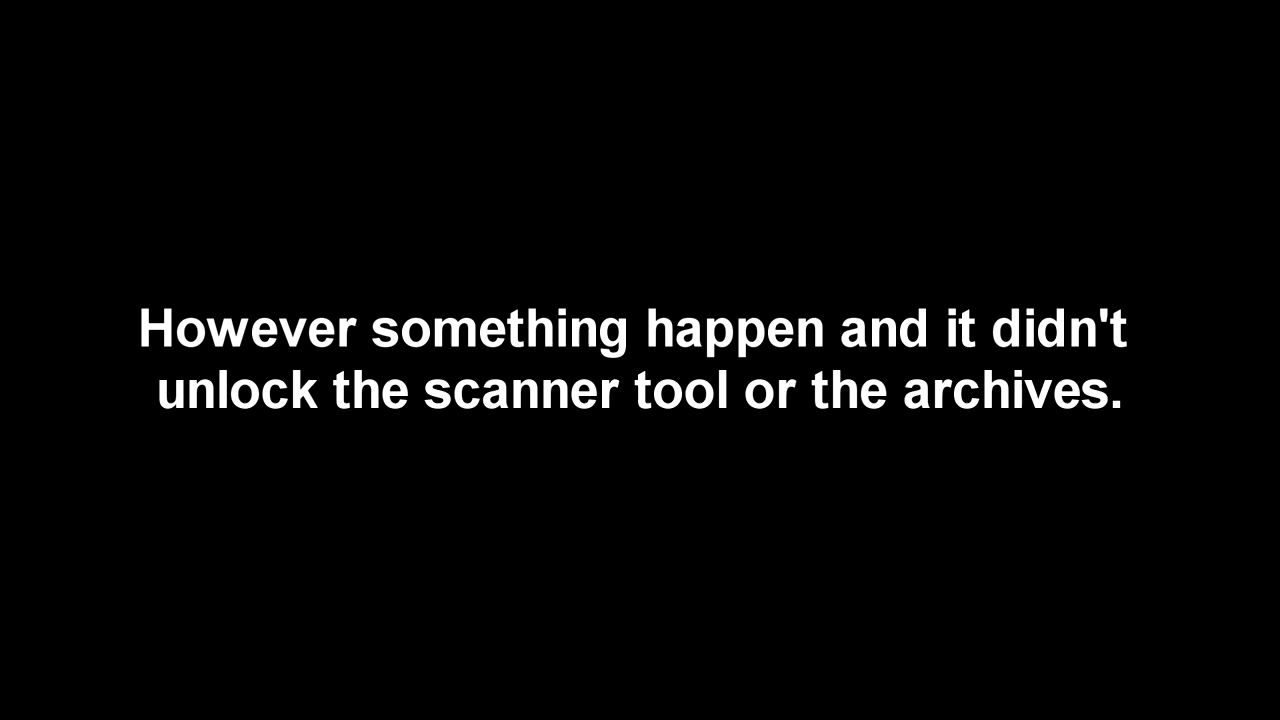 However something happen and it didn't
unlock the scanner tool or the archives.